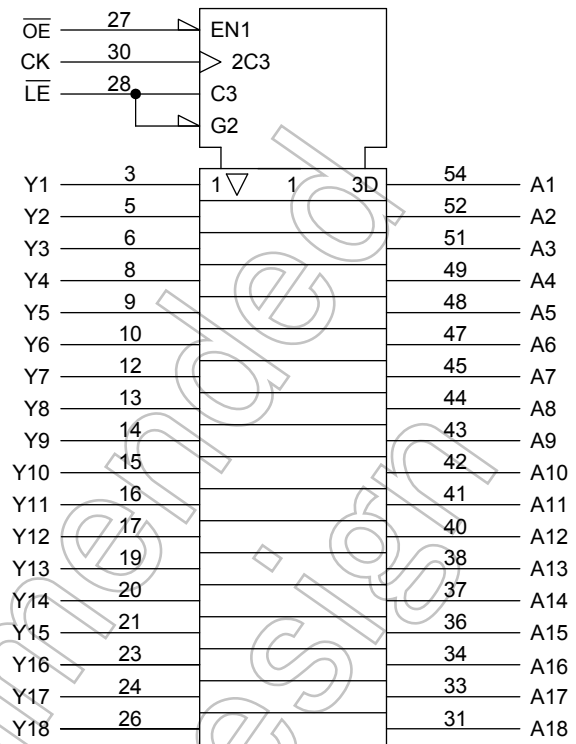 O̅E̅ 27 EN1
CK 30 2C3
L̅E̅ 28 C3
G2
Y1 3 1▽ 1 3D 54 A1
Y2 5 52 A2
Y3 6 51 A3
Y4 8 49 A4
Y5 9 48 A5
Y6 10 47 A6
Y7 12 45 A7
Y8 13 44 A8
Y9 14 43 A9
Y10 15 42 A10
Y11 16 41 A11
Y12 17 40 A12
Y13 19 38 A13
Y14 20 37 A14
Y15 21 36 A15
Y16 23 34 A16
Y17 24 33 A17
Y18 26 31 A18
mmended
esign